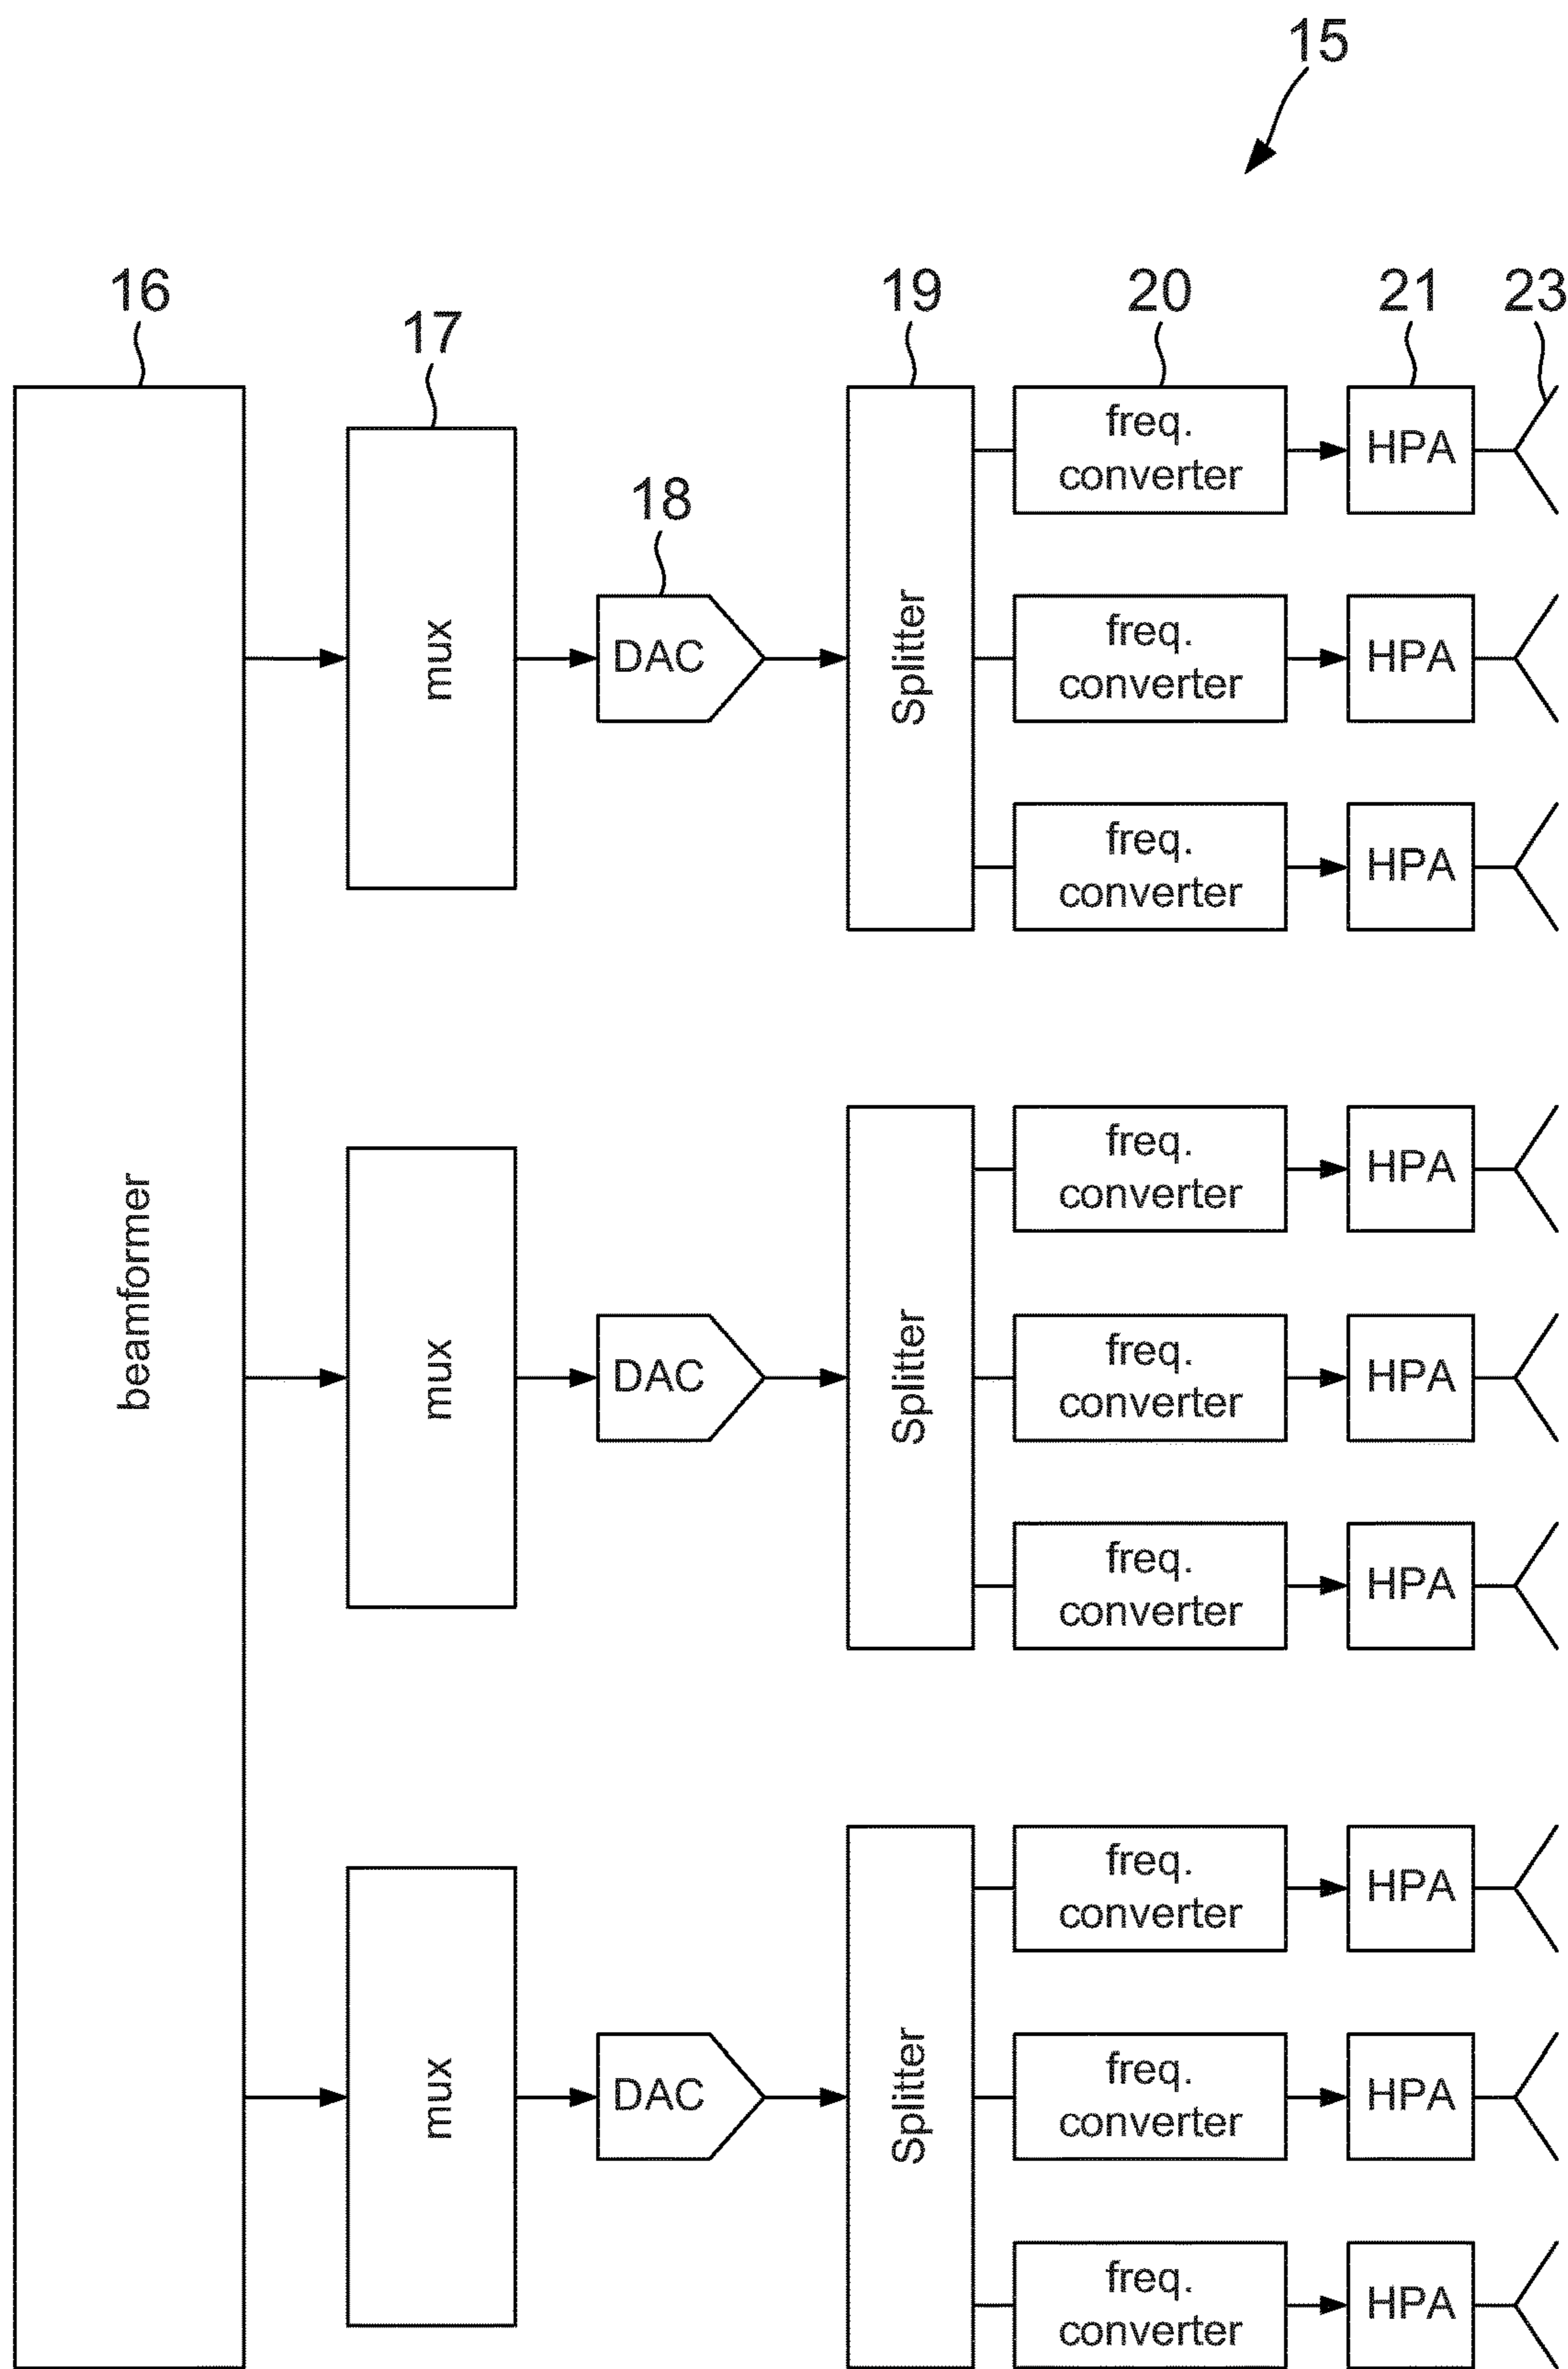 15
16
17
18
19
20
21
23
beamformer
mux
DAC
Splitter
freq.
converter
HPA
freq.
converter
HPA
freq.
converter
HPA
mux
DAC
Splitter
freq.
converter
HPA
freq.
converter
HPA
freq.
converter
HPA
mux
DAC
Splitter
freq.
converter
HPA
freq.
converter
HPA
freq.
converter
HPA